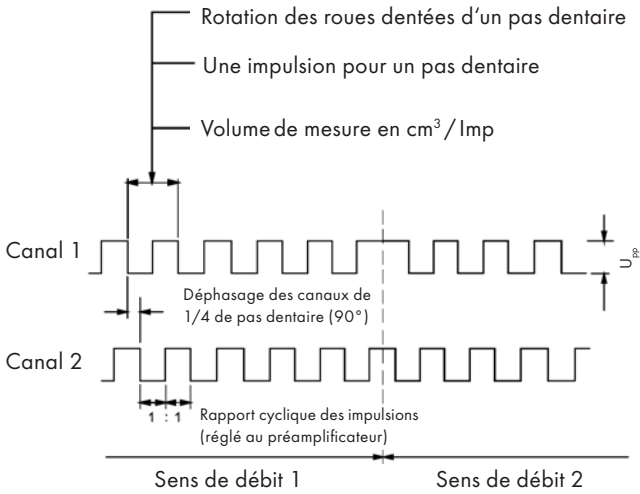 Rotation des roues dentées d'un pas dentaire
Une impulsion pour un pas dentaire
Volume de mesure en cm³ / Imp
Canal 1
Upp
Déphasage des canaux de
1/4 de pas dentaire (90°)
Canal 2
1 : 1
Rapport cyclique des impulsions
(réglé au préamplificateur)
Sens de débit 1
Sens de débit 2